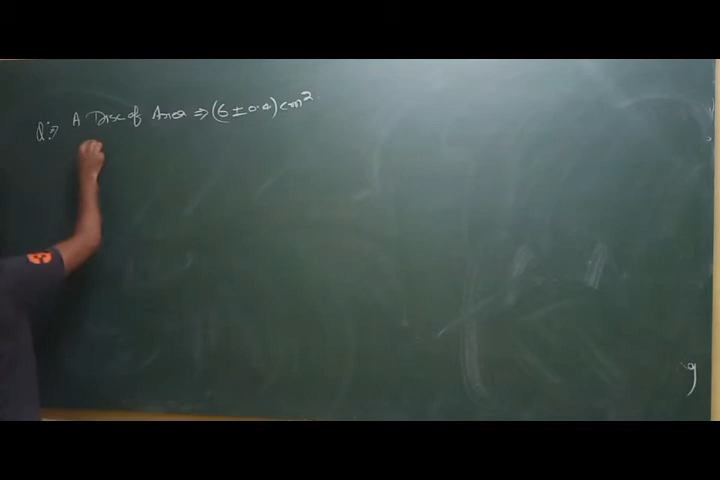 Q:⇒ A Disc of Area ⇒ (6 ± 0.4) cm²
g